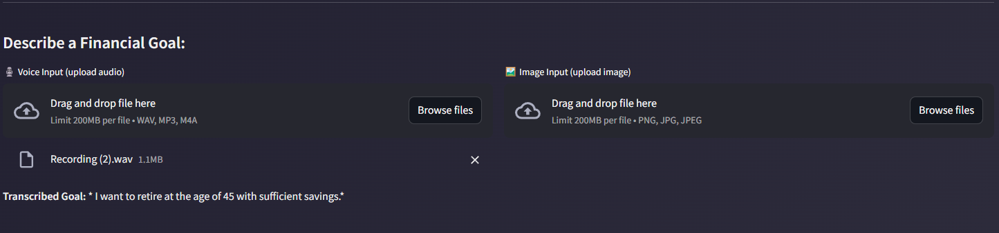 Describe a Financial Goal:
Voice Input (upload audio)
Drag and drop file here
Limit 200MB per file • WAV, MP3, M4A
Browse files
Recording (2).wav 1.1MB
Transcribed Goal: * I want to retire at the age of 45 with sufficient savings.*
Image Input (upload image)
Drag and drop file here
Limit 200MB per file • PNG, JPG, JPEG
Browse files